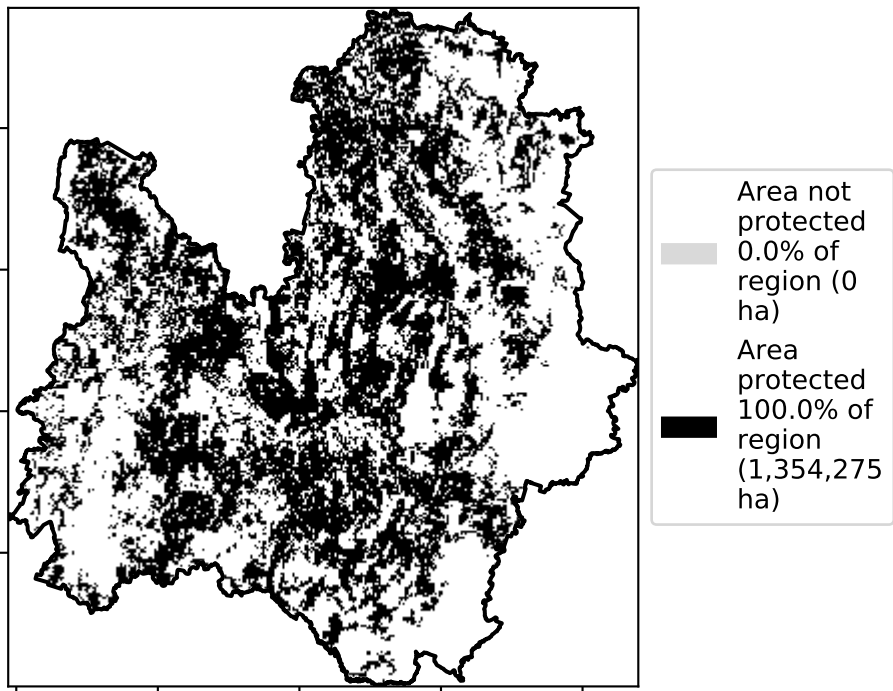 Area not
protected
0.0% of
region (0
ha)
Area
protected
100.0% of
region
(1,354,275
ha)